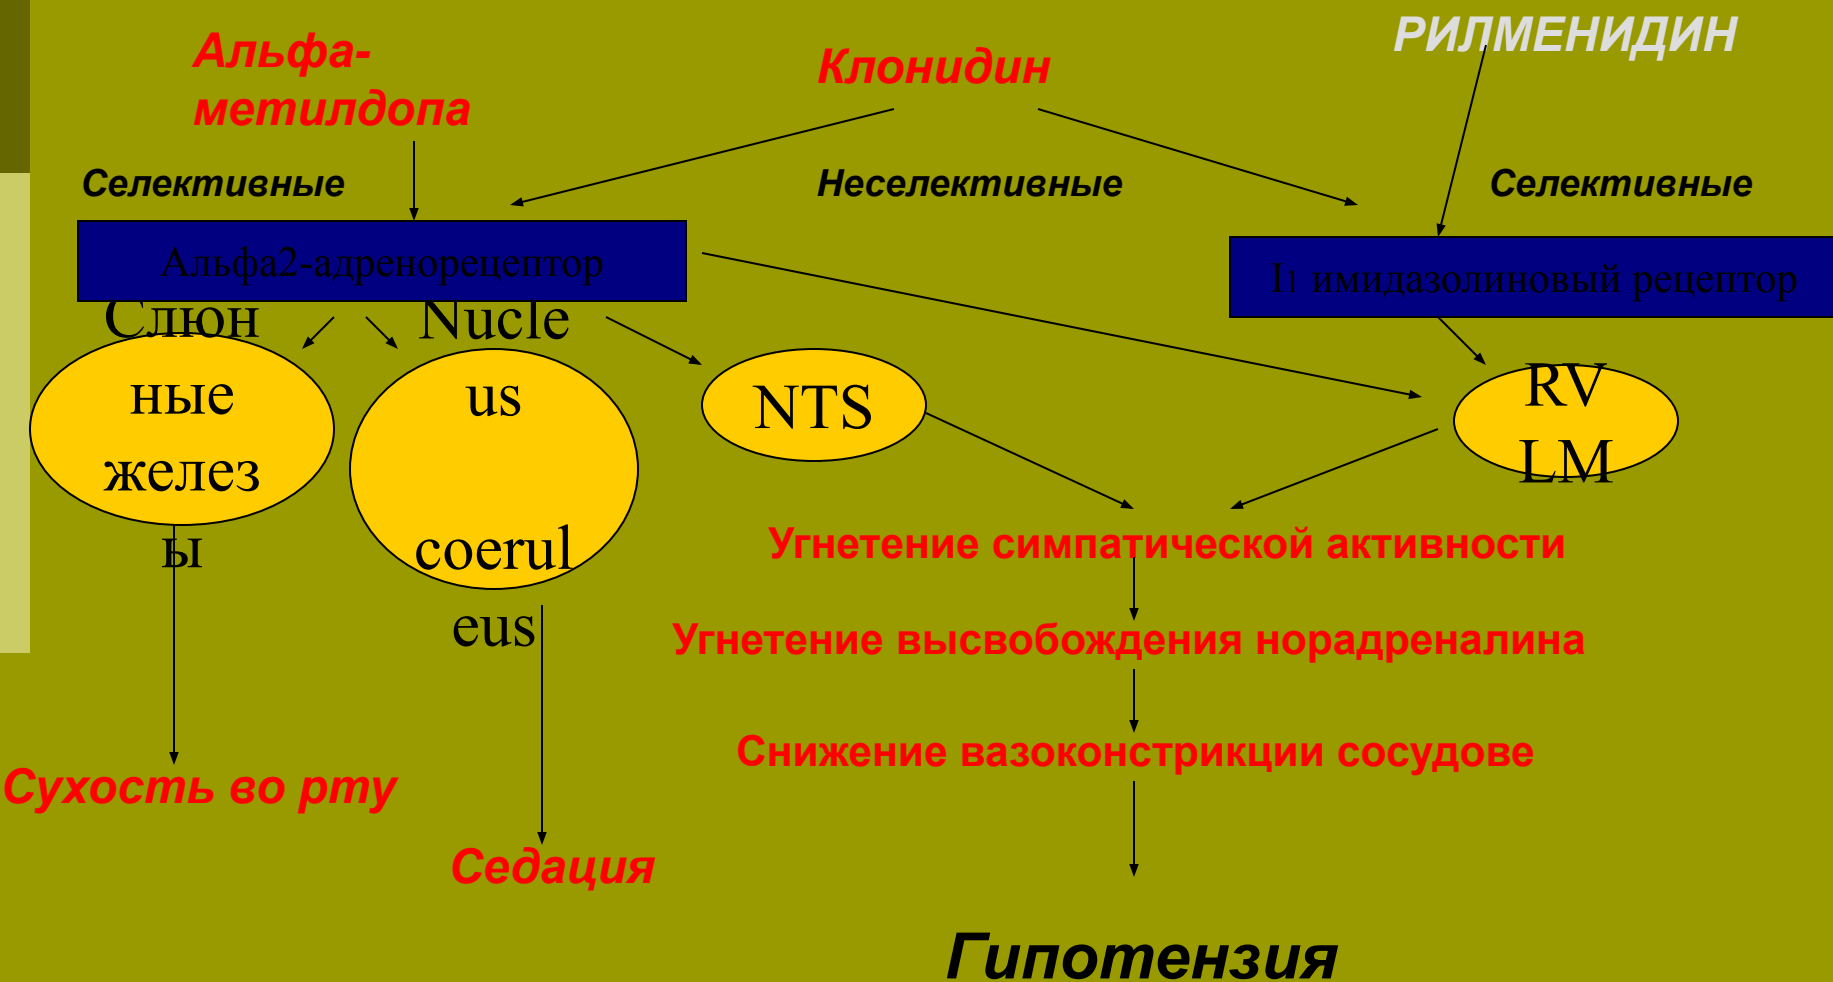 Альфа-
метилдопа
Клонидин
РИЛМЕНИДИН
Селективные
Неселективные
Селективные
Альфа2-адренорецептор
I1 имидазолиновый рецептор
Слюн
ные
желез
ы
Nucle
us
coerul
eus
NTS
RV
LM
Угнетение симпатической активности
Угнетение высвобождения норадреналина
Снижение вазоконстрикции сосудове
Сухость во рту
Седация
Гипотензия